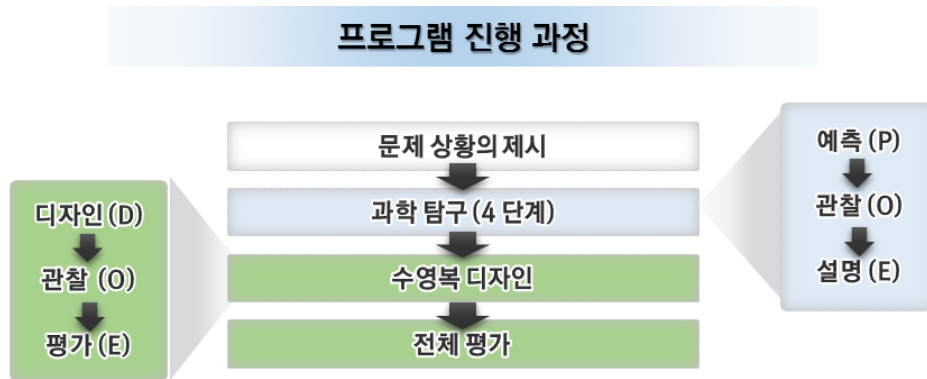 프로그램 진행 과정
문제 상황의 제시
과학 탐구 (4 단계)
수영복 디자인
전체 평가
디자인 (D)
관찰 (O)
평가 (E)
예측 (P)
관찰 (O)
설명 (E)